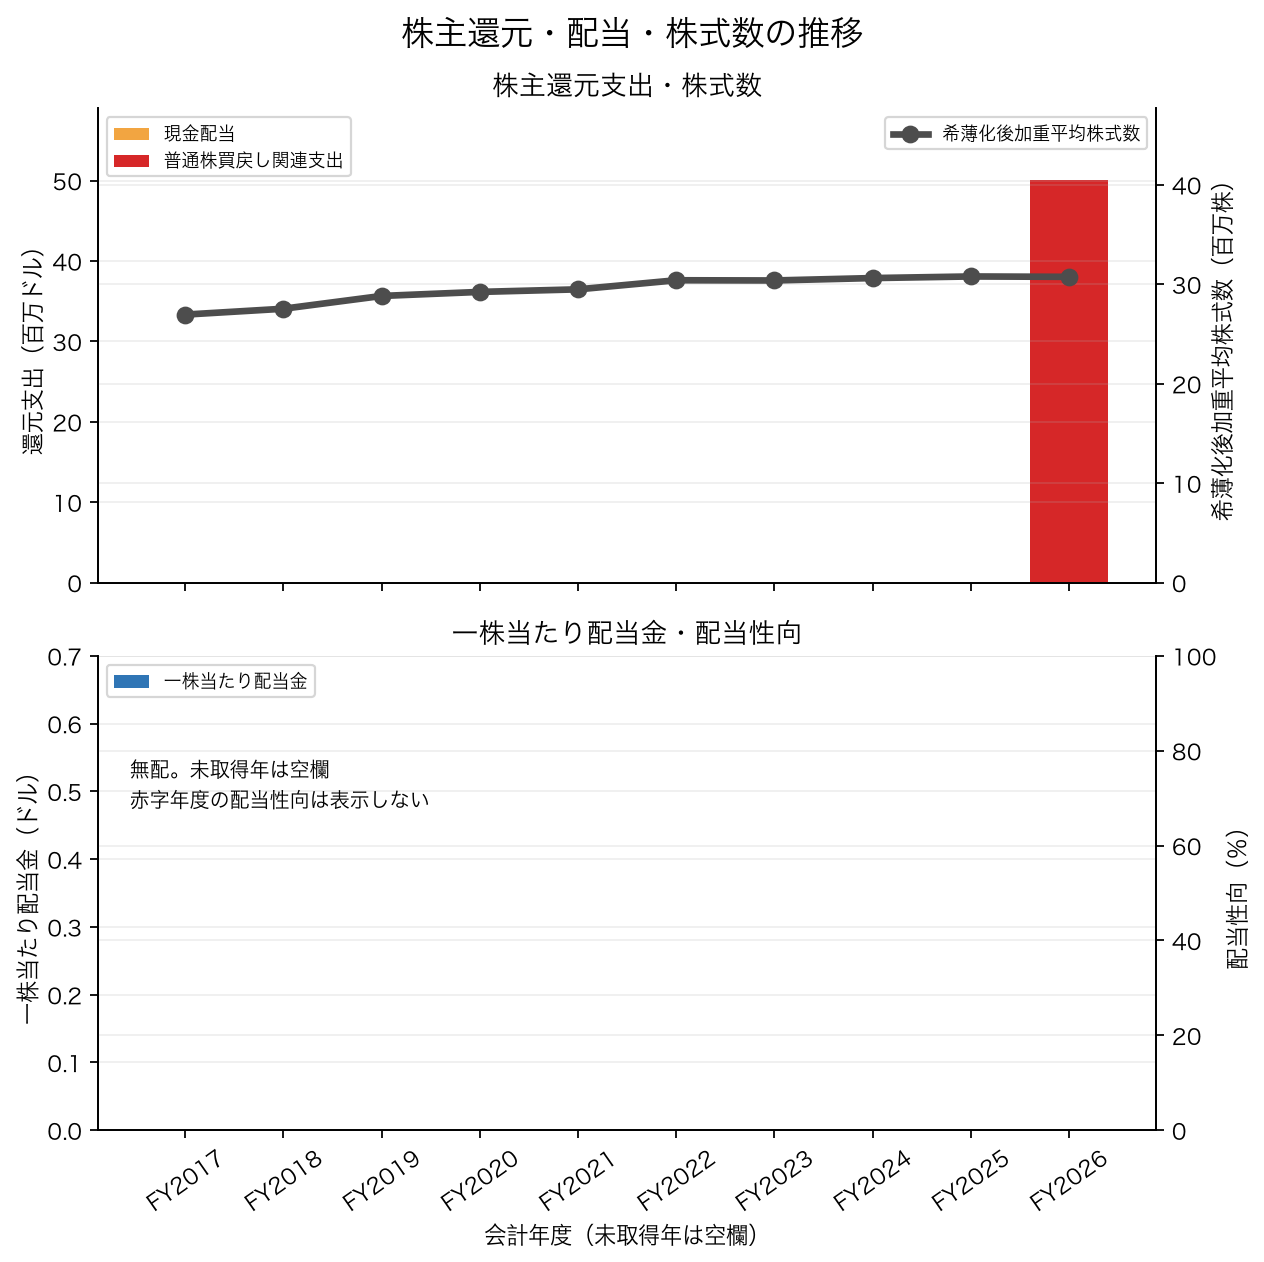 株主還元・配当・株式数の推移
株主還元支出・株式数
現金配当
普通株買戻し関連支出
希薄化後加重平均株式数
還元支出（百万ドル）
50
40
30
20
10
0
希薄化後加重平均株式数（百万株）
40
30
20
10
0
一株当たり配当金・配当性向
一株当たり配当金
無配。未取得年は空欄
赤字年度の配当性向は表示しない
一株当たり配当金（ドル）
0.7
0.6
0.5
0.4
0.3
0.2
0.1
0.0
配当性向（%）
100
80
60
40
20
0
FY2017
FY2018
FY2019
FY2020
FY2021
FY2022
FY2023
FY2024
FY2025
FY2026
会計年度（未取得年は空欄）